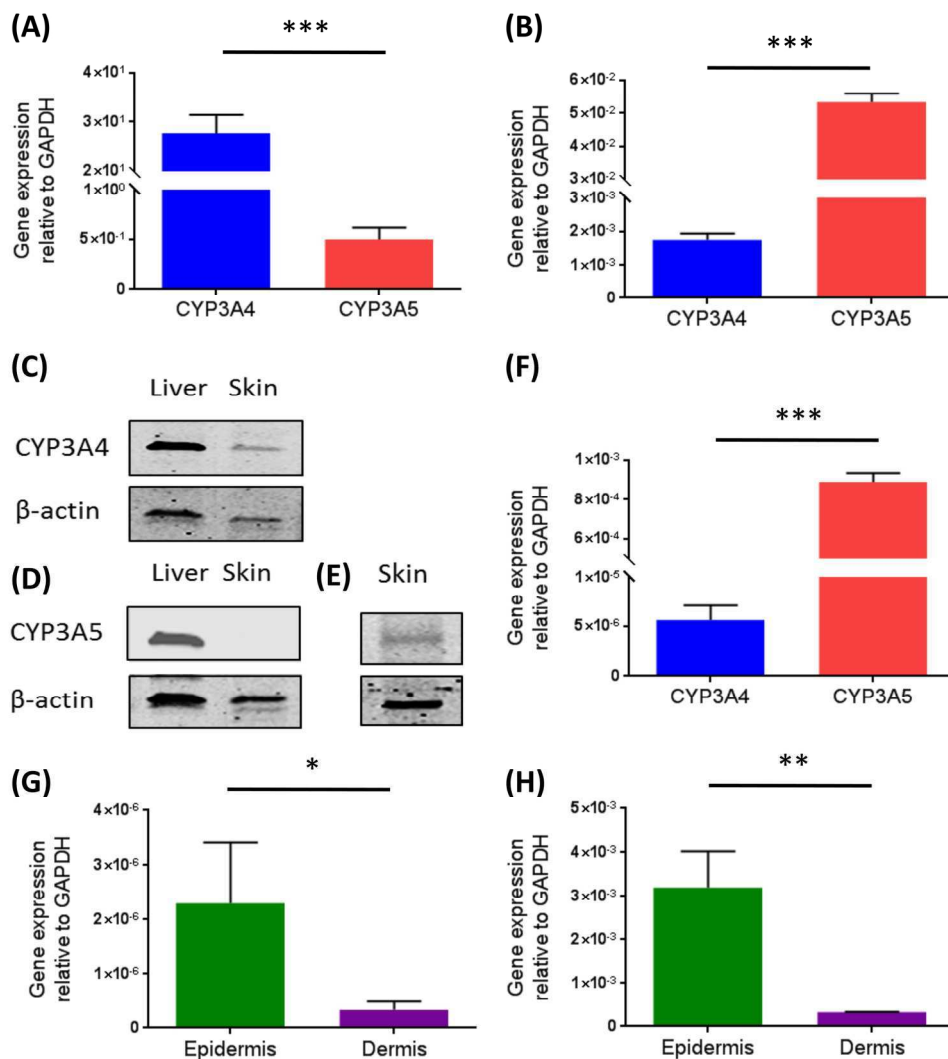 (A)
***
Gene expression
relative to GAPDH
4×10¹
3×10¹
2×10¹
1×10⁰
5×10⁻¹
0
CYP3A4 CYP3A5
(B)
***
Gene expression
relative to GAPDH
6×10⁻²
5×10⁻²
4×10⁻²
3×10⁻²
3×10⁻³
2×10⁻³
1×10⁻³
0
CYP3A4 CYP3A5
(C)
Liver Skin
CYP3A4
β-actin
(D)
Liver Skin
CYP3A5
β-actin
(E)
Skin
(F)
***
Gene expression
relative to GAPDH
1×10⁻³
8×10⁻⁴
6×10⁻⁴
1×10⁻⁵
5×10⁻⁶
0
CYP3A4 CYP3A5
(G)
*
Gene expression
relative to GAPDH
4×10⁻⁶
3×10⁻⁶
2×10⁻⁶
1×10⁻⁶
0
Epidermis Dermis
(H)
**
Gene expression
relative to GAPDH
5×10⁻³
4×10⁻³
3×10⁻³
3×10⁻³
1×10⁻³
0
Epidermis Dermis